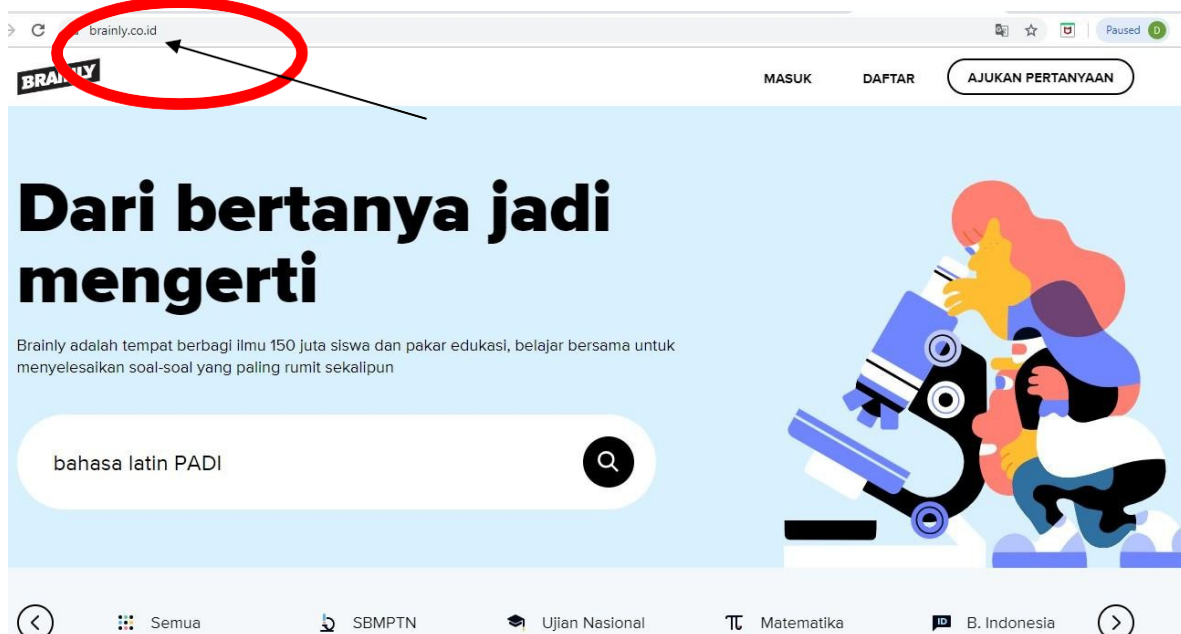 brainly.co.id
Paused D
BRAINLY
MASUK DAFTAR AJUKAN PERTANYAAN
Dari bertanya jadi
mengerti
Brainly adalah tempat berbagi ilmu 150 juta siswa dan pakar edukasi, belajar bersama untuk
menyelesaikan soal-soal yang paling rumit sekalipun
bahasa latin PADI
Semua SBMPTN Ujian Nasional Matematika ID B. Indonesia